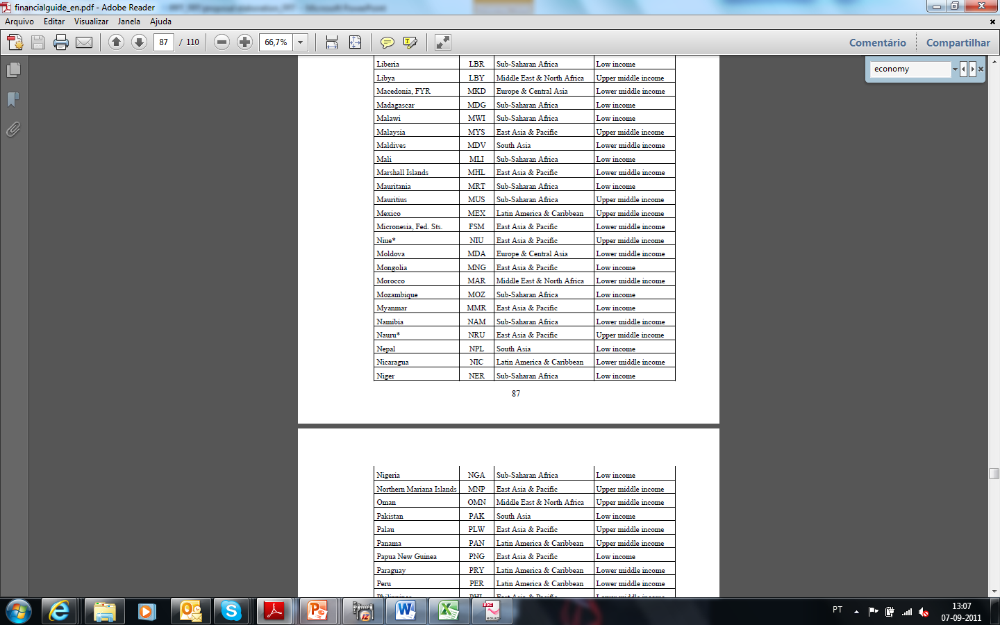 financialguide_en.pdf - Adobe Reader
Arquivo Editar Visualizar Janela Ajuda
87 / 110 66,7% Comentário Compartilhar
economy
Liberia LBR Sub-Saharan Africa Low income
Libya LBY Middle East & North Africa Upper middle income
Macedonia, FYR MKD Europe & Central Asia Lower middle income
Madagascar MDG Sub-Saharan Africa Low income
Malawi MWI Sub-Saharan Africa Low income
Malaysia MYS East Asia & Pacific Upper middle income
Maldives MDV South Asia Lower middle income
Mali MLI Sub-Saharan Africa Low income
Marshall Islands MHL East Asia & Pacific Lower middle income
Mauritania MRT Sub-Saharan Africa Low income
Mauritius MUS Sub-Saharan Africa Upper middle income
Mexico MEX Latin America & Caribbean Upper middle income
Micronesia, Fed. Sts. FSM East Asia & Pacific Lower middle income
Niue* NIU East Asia & Pacific Upper middle income
Moldova MDA Europe & Central Asia Lower middle income
Mongolia MNG East Asia & Pacific Low income
Morocco MAR Middle East & North Africa Lower middle income
Mozambique MOZ Sub-Saharan Africa Low income
Myanmar MMR East Asia & Pacific Low income
Namibia NAM Sub-Saharan Africa Lower middle income
Nauru* NRU East Asia & Pacific Upper middle income
Nepal NPL South Asia Low income
Nicaragua NIC Latin America & Caribbean Lower middle income
Niger NER Sub-Saharan Africa Low income
87
Nigeria NGA Sub-Saharan Africa Low income
Northern Mariana Islands MNP East Asia & Pacific Upper middle income
Oman OMN Middle East & North Africa Upper middle income
Pakistan PAK South Asia Low income
Palau PLW East Asia & Pacific Upper middle income
Panama PAN Latin America & Caribbean Upper middle income
Papua New Guinea PNG East Asia & Pacific Low income
Paraguay PRY Latin America & Caribbean Lower middle income
Peru PER Latin America & Caribbean Lower middle income
Philippines PHL East Asia & Pacific Lower middle income
PT 13:07
07-09-2011